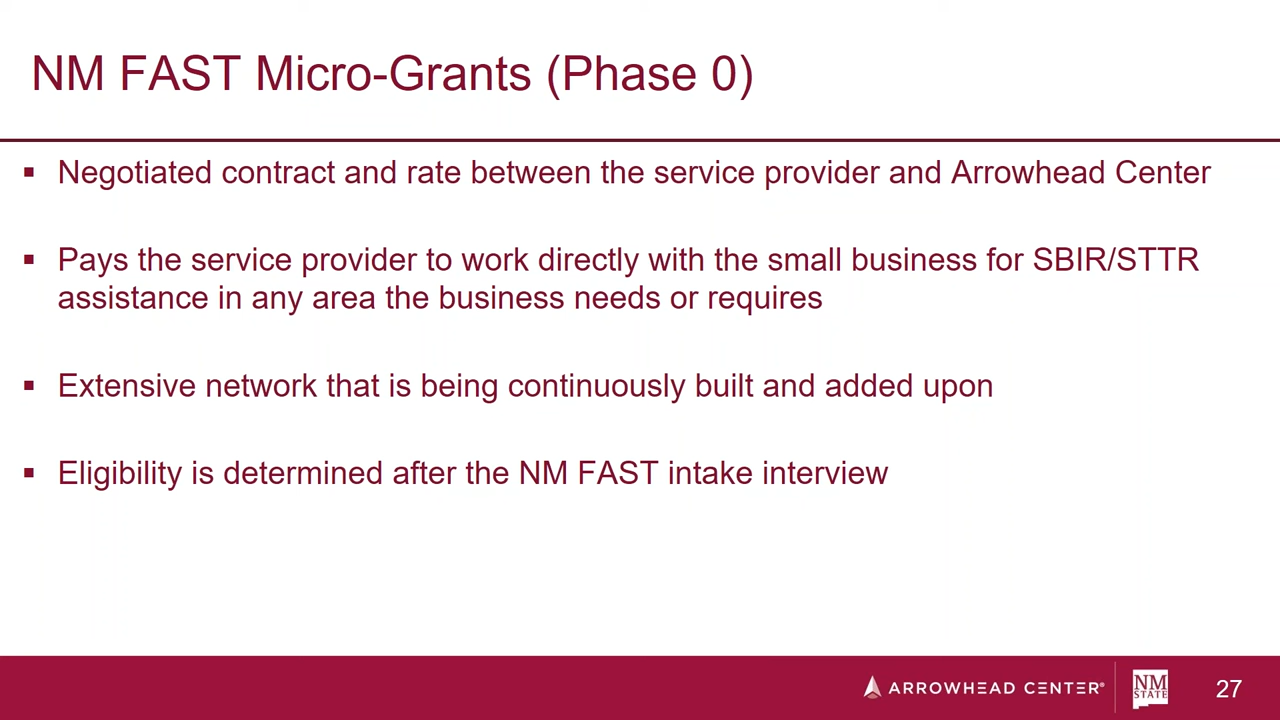 NM FAST Micro-Grants (Phase 0)
▪ Negotiated contract and rate between the service provider and Arrowhead Center
▪ Pays the service provider to work directly with the small business for SBIR/STTR
assistance in any area the business needs or requires
▪ Extensive network that is being continuously built and added upon
▪ Eligibility is determined after the NM FAST intake interview
ARROWHEAD CENTER®
NM
STATE
27